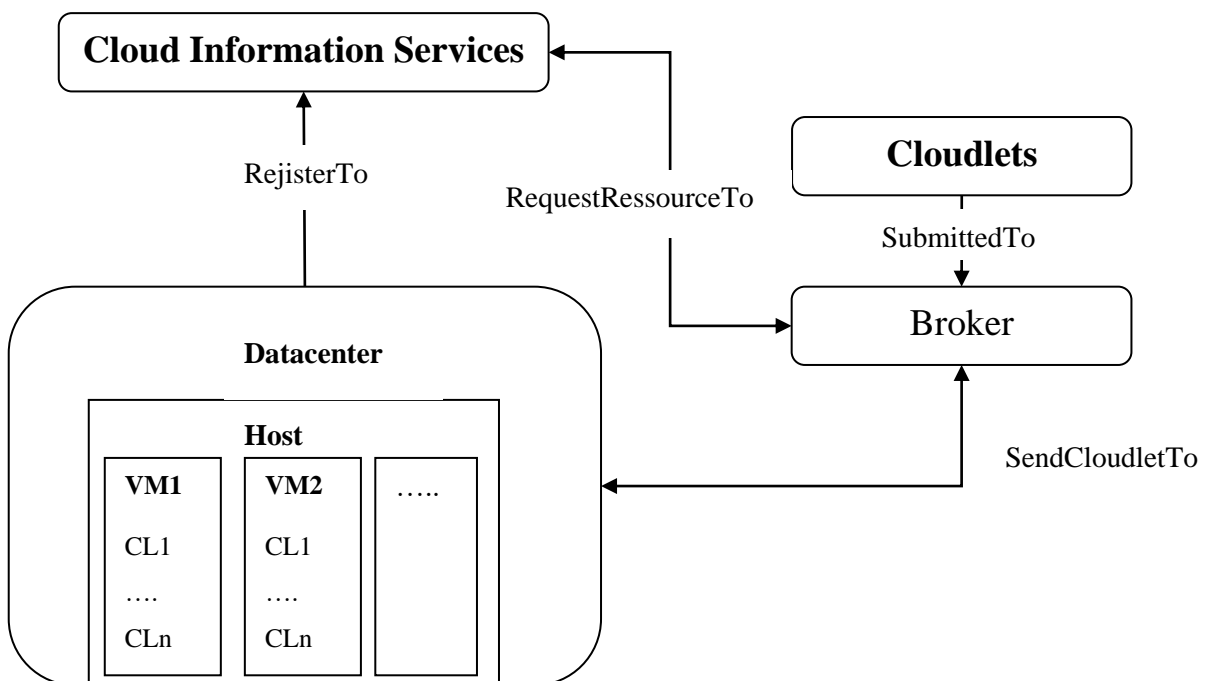 Cloud Information Services
Cloudlets
RejisterTo
RequestRessourceTo
SubmittedTo
Broker
Datacenter
Host
SendCloudletTo
VM1
CL1
....
CLn
VM2
CL1
....
CLn
.....